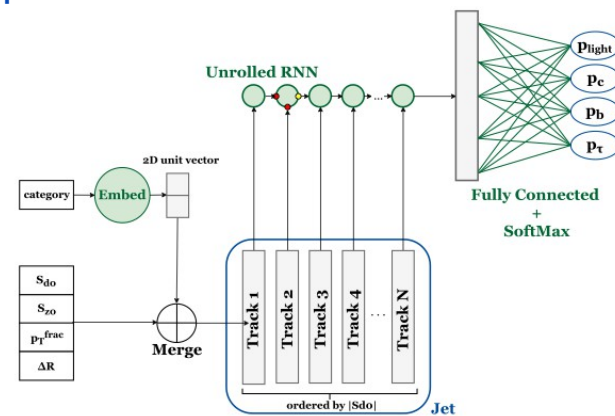 Unrolled RNN
...
p_light
p_c
p_b
p_τ
Fully Connected
+
SoftMax
2D unit vector
category
Embed
S_d0
S_z0
p_T^frac
ΔR
Merge
Track 1
Track 2
Track 3
Track 4
...
Track N
ordered by |Sd0|
Jet